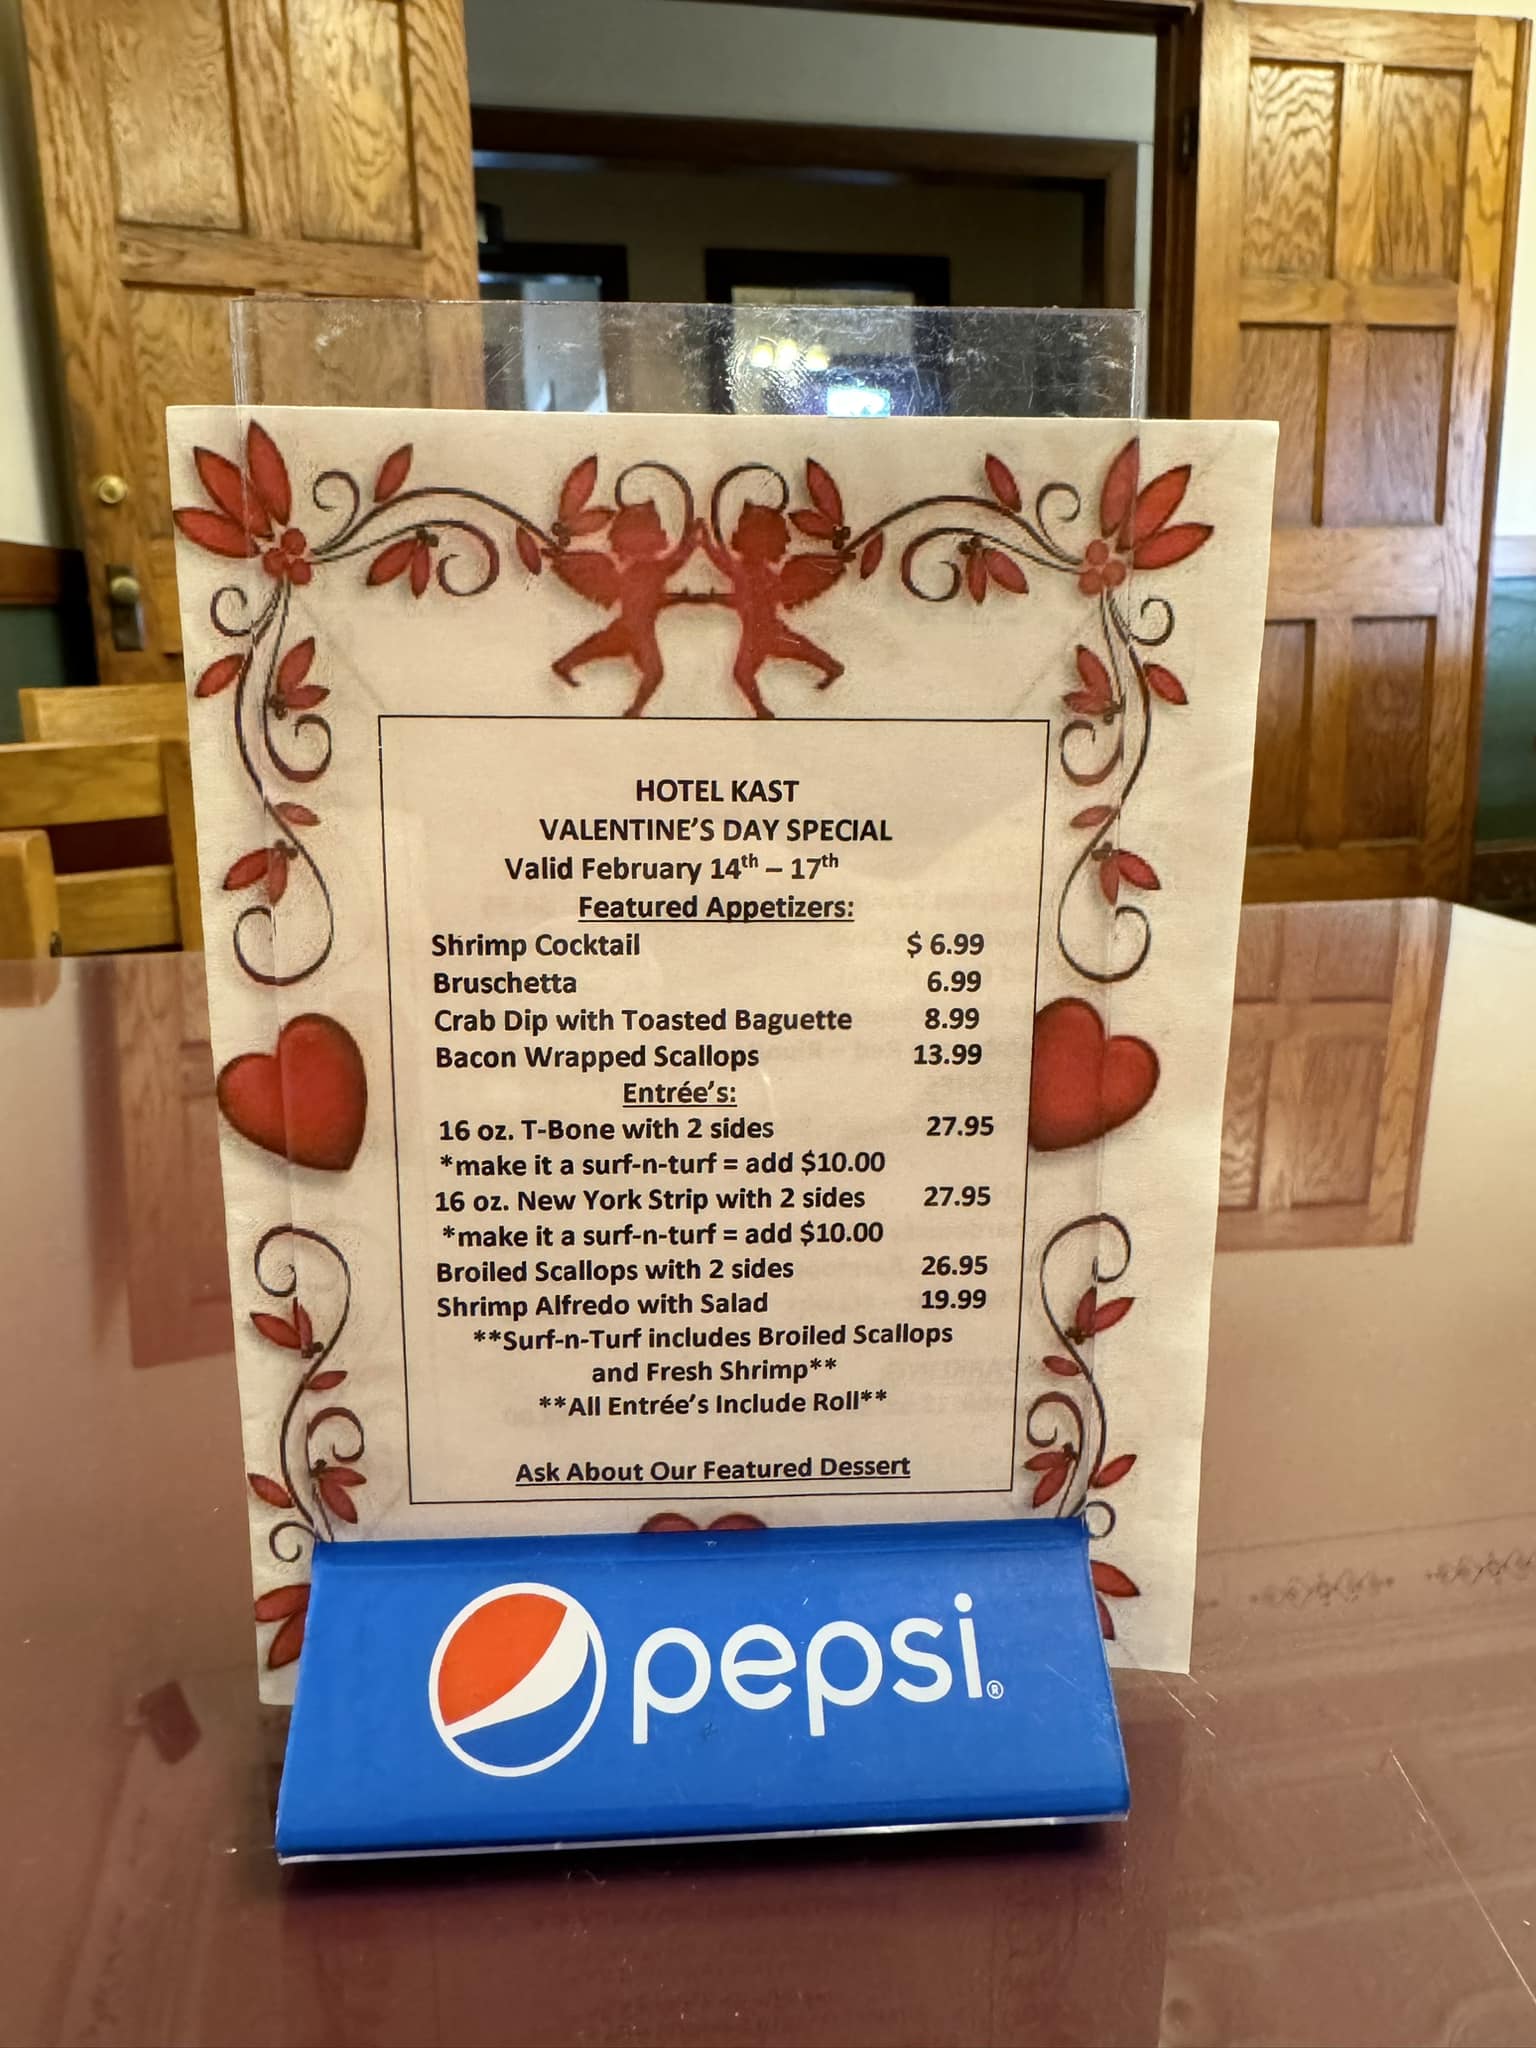 HOTEL KAST
VALENTINE'S DAY SPECIAL
Valid February 14th – 17th
Featured Appetizers:
Shrimp Cocktail $ 6.99
Bruschetta 6.99
Crab Dip with Toasted Baguette 8.99
Bacon Wrapped Scallops 13.99
Entrée's:
16 oz. T-Bone with 2 sides 27.95
*make it a surf-n-turf = add $10.00
16 oz. New York Strip with 2 sides 27.95
*make it a surf-n-turf = add $10.00
Broiled Scallops with 2 sides 26.95
Shrimp Alfredo with Salad 19.99
**Surf-n-Turf includes Broiled Scallops
and Fresh Shrimp**
**All Entrée's Include Roll**
Ask About Our Featured Dessert
pepsi®